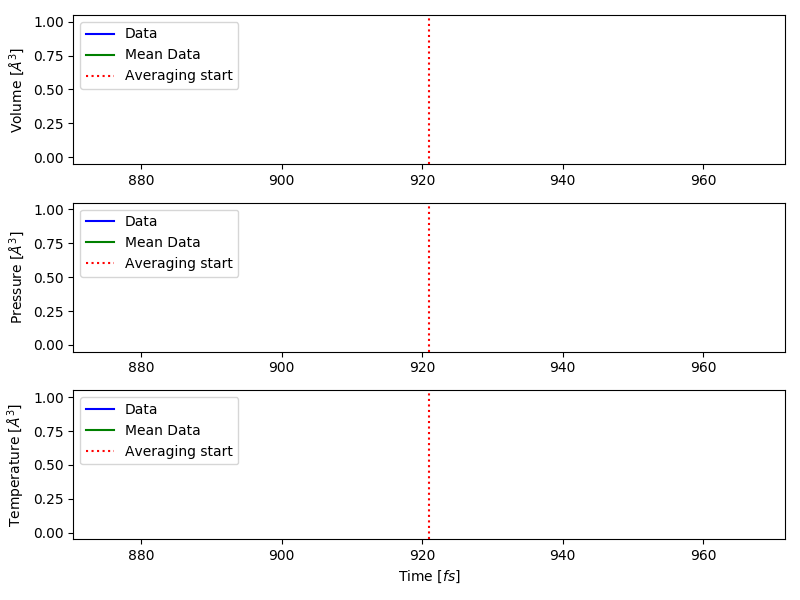 Volume [Å³]
1.00
0.75
0.50
0.25
0.00
Data
Mean Data
Averaging start
880 900 920 940 960
Pressure [Å³]
1.00
0.75
0.50
0.25
0.00
Data
Mean Data
Averaging start
880 900 920 940 960
Temperature [Å³]
1.00
0.75
0.50
0.25
0.00
Data
Mean Data
Averaging start
880 900 920 940 960
Time [fs]